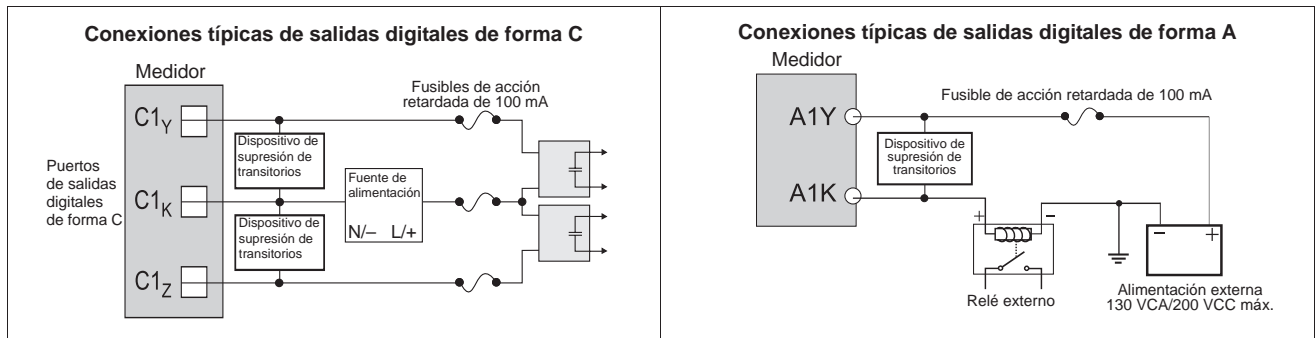 Conexiones típicas de salidas digitales de forma C
Medidor
Fusibles de acción
retardada de 100 mA
C1Y
Dispositivo de
supresión de
transitorios
Puertos
de salidas
digitales
de forma C
C1K
Fuente de
alimentación
N/– L/+
Dispositivo de
supresión de
transitorios
C1Z
Conexiones típicas de salidas digitales de forma A
Medidor
Fusible de acción retardada de 100 mA
A1Y
Dispositivo de
supresión de
transitorios
A1K
+ –
– +
Relé externo
Alimentación externa
130 VCA/200 VCC máx.